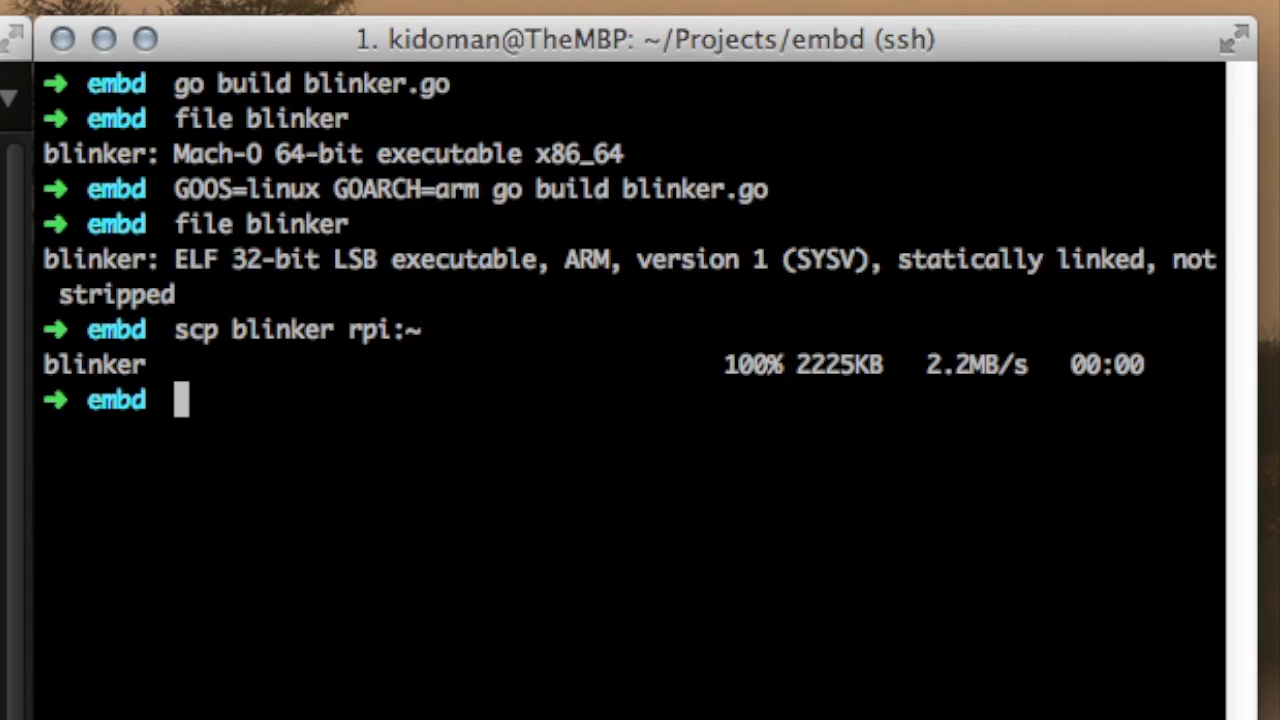 1. kidoman@TheMBP: ~/Projects/embd (ssh)
➜ embd go build blinker.go
➜ embd file blinker
blinker: Mach-O 64-bit executable x86_64
➜ embd GOOS=linux GOARCH=arm go build blinker.go
➜ embd file blinker
blinker: ELF 32-bit LSB executable, ARM, version 1 (SYSV), statically linked, not
stripped
➜ embd scp blinker rpi:~
blinker 100% 2225KB 2.2MB/s 00:00
➜ embd